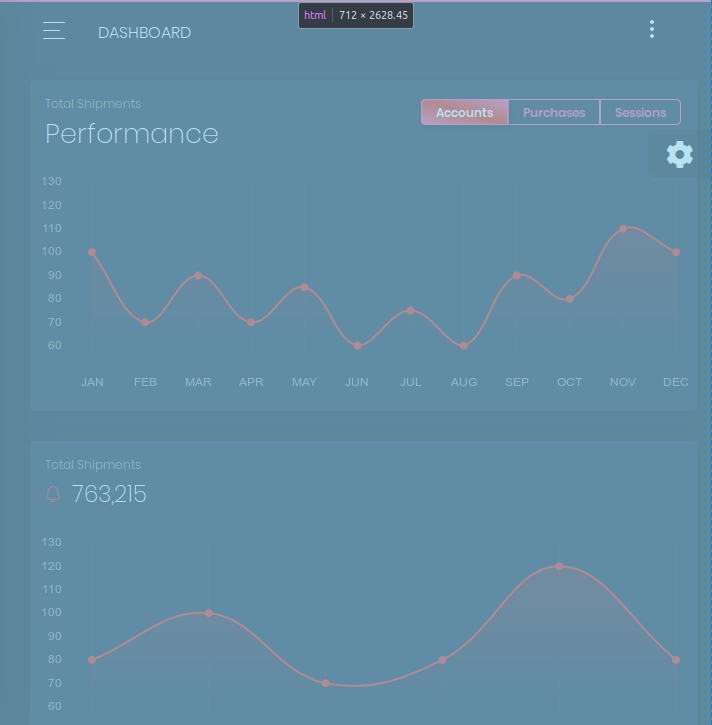 html 712 × 2628.45
DASHBOARD
Total Shipments
Performance
Accounts Purchases Sessions
130
120
110
100
90
80
70
60
JAN FEB MAR APR MAY JUN JUL AUG SEP OCT NOV DEC
Total Shipments
763,215
130
120
110
100
90
80
70
60